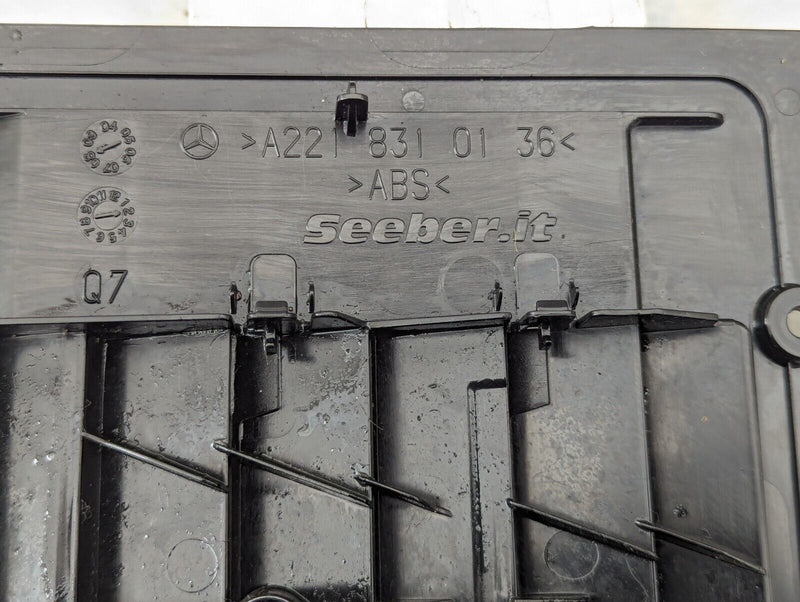 >A221 831 01 36<
>ABS<
Seeber.it
Q7